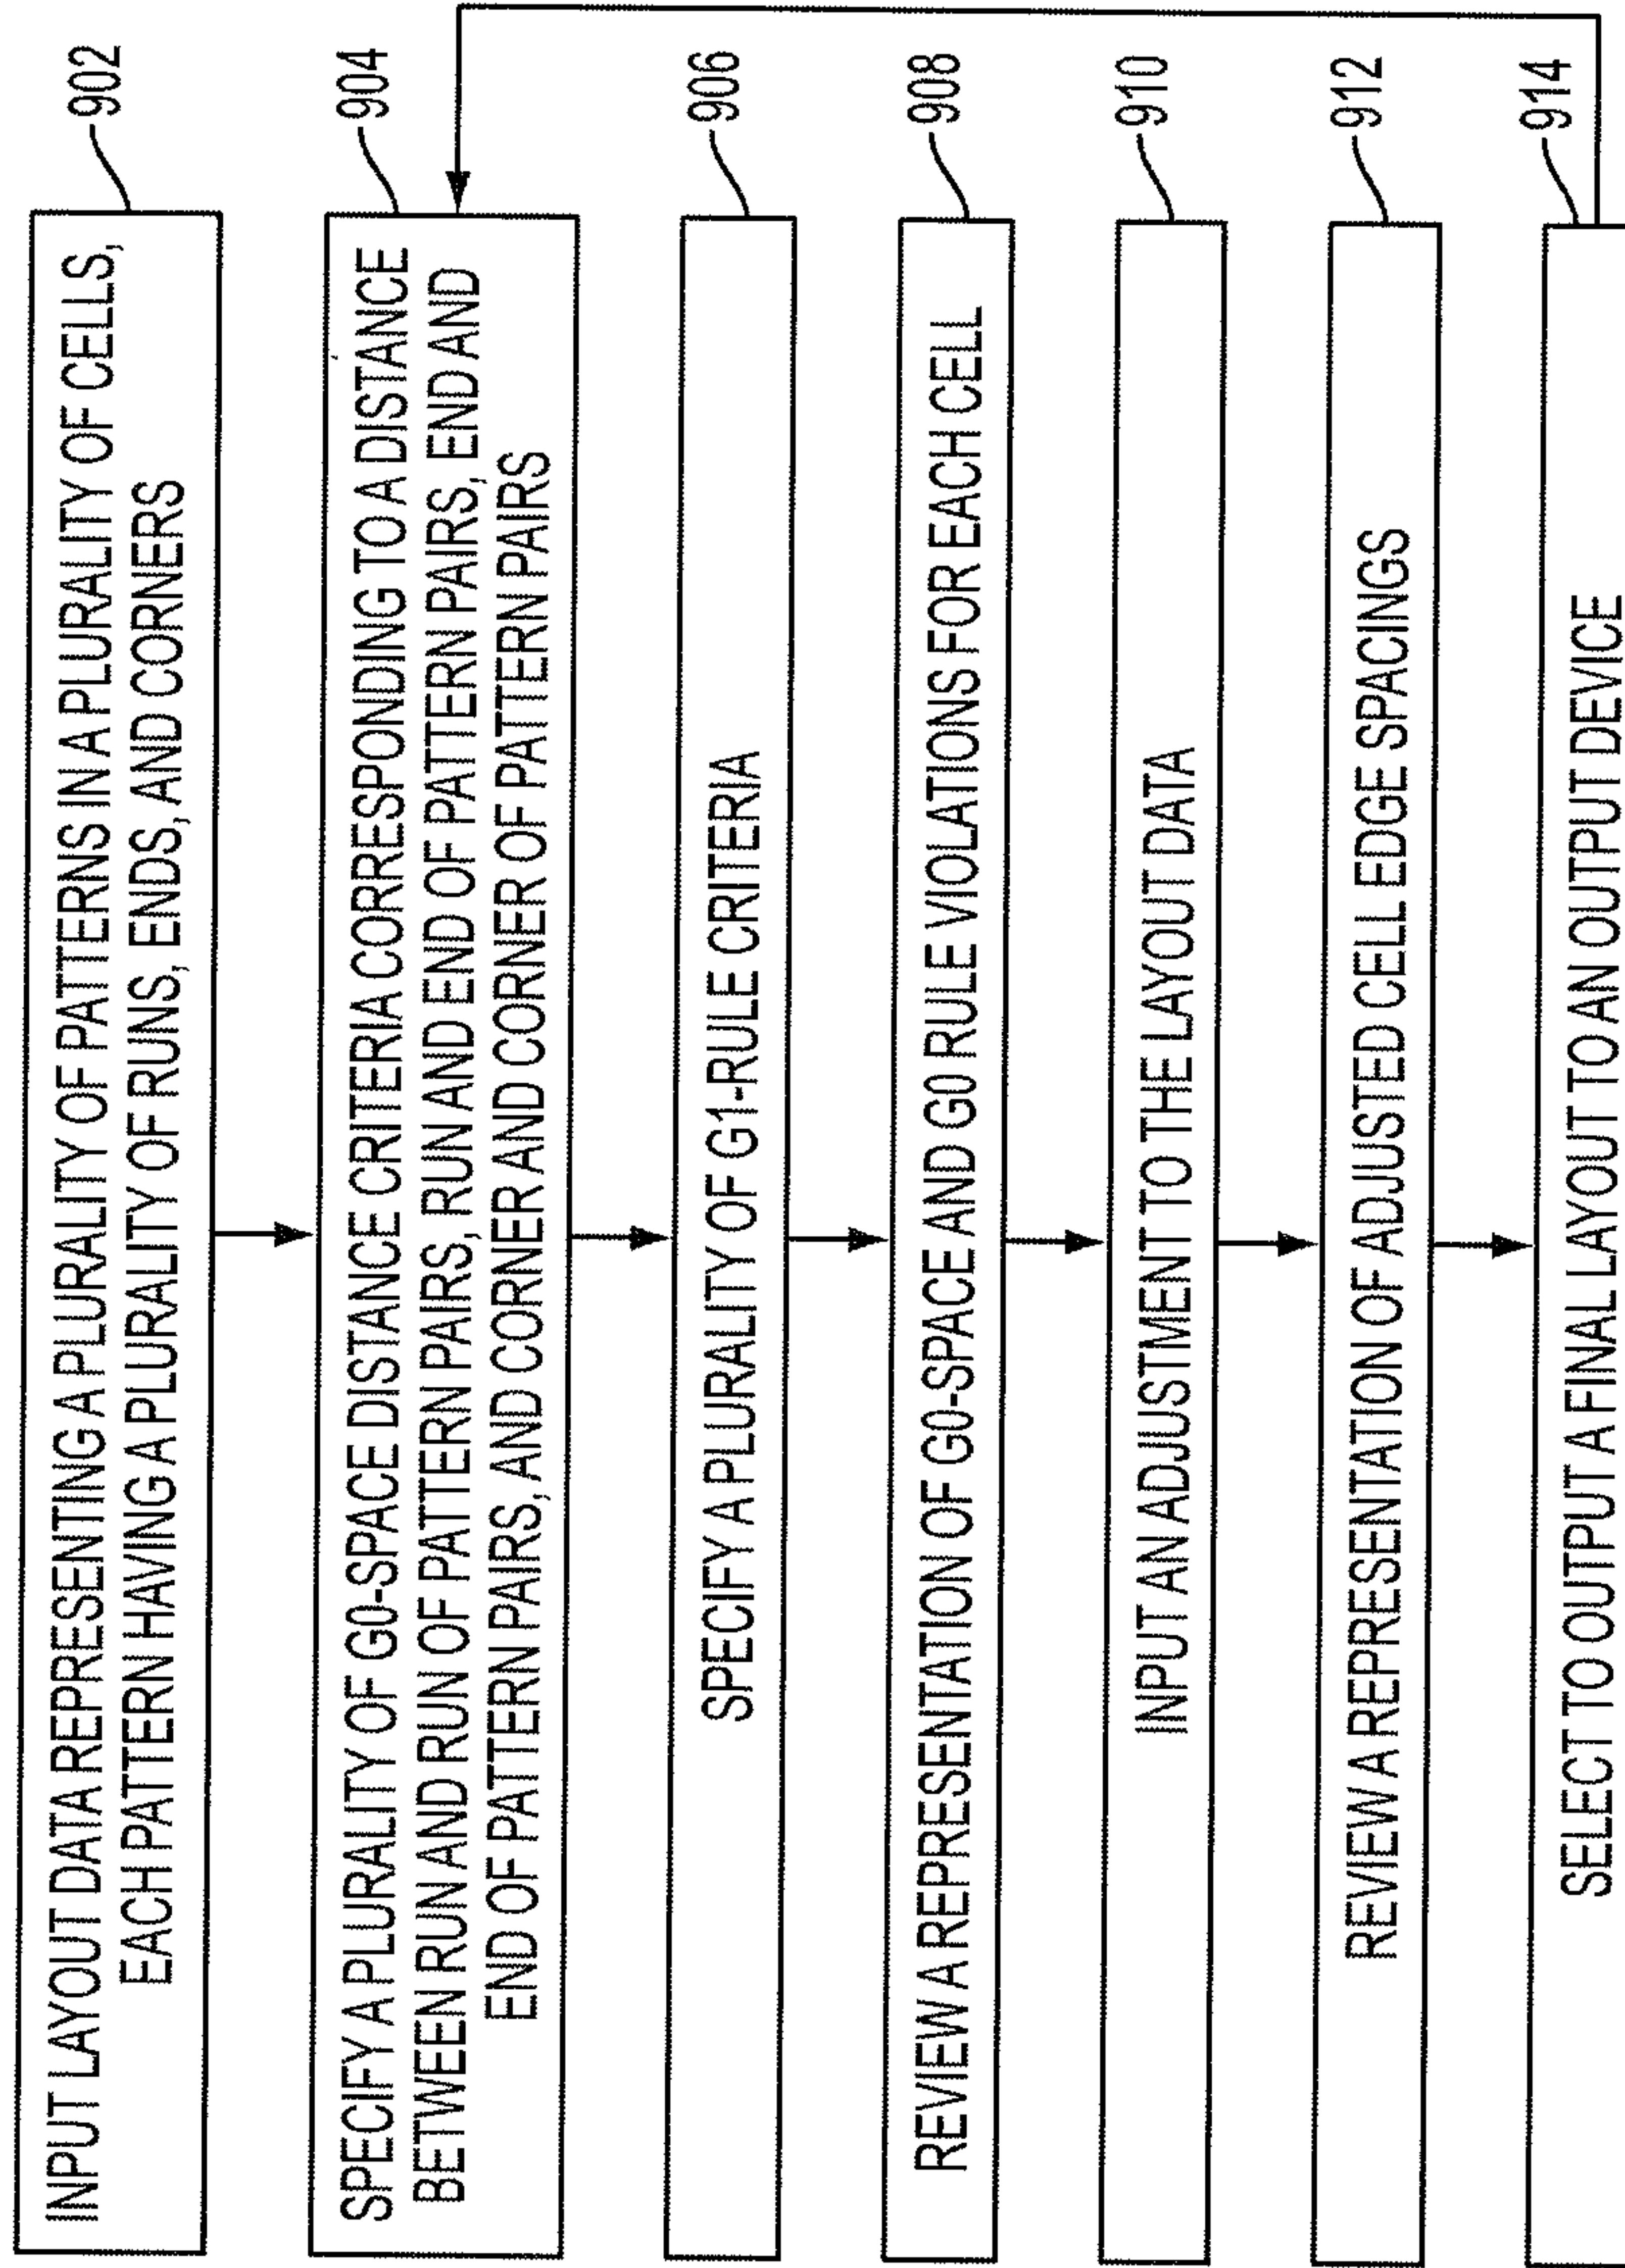 INPUT LAYOUT DATA REPRESENTING A PLURALITY OF PATTERNS IN A PLURALITY OF CELLS,
EACH PATTERN HAVING A PLURALITY OF RUNS, ENDS, AND CORNERS
902
SPECIFY A PLURALITY OF G0-SPACE DISTANCE CRITERIA CORRESPONDING TO A DISTANCE
BETWEEN RUN AND RUN OF PATTERN PAIRS, RUN AND END OF PATTERN PAIRS, END AND
END OF PATTERN PAIRS, AND CORNER AND CORNER OF PATTERN PAIRS
904
SPECIFY A PLURALITY OF G1-RULE CRITERIA
906
REVIEW A REPRESENTATION OF G0-SPACE AND G0 RULE VIOLATIONS FOR EACH CELL
908
INPUT AN ADJUSTMENT TO THE LAYOUT DATA
910
REVIEW A REPRESENTATION OF ADJUSTED CELL EDGE SPACINGS
912
SELECT TO OUTPUT A FINAL LAYOUT TO AN OUTPUT DEVICE
914